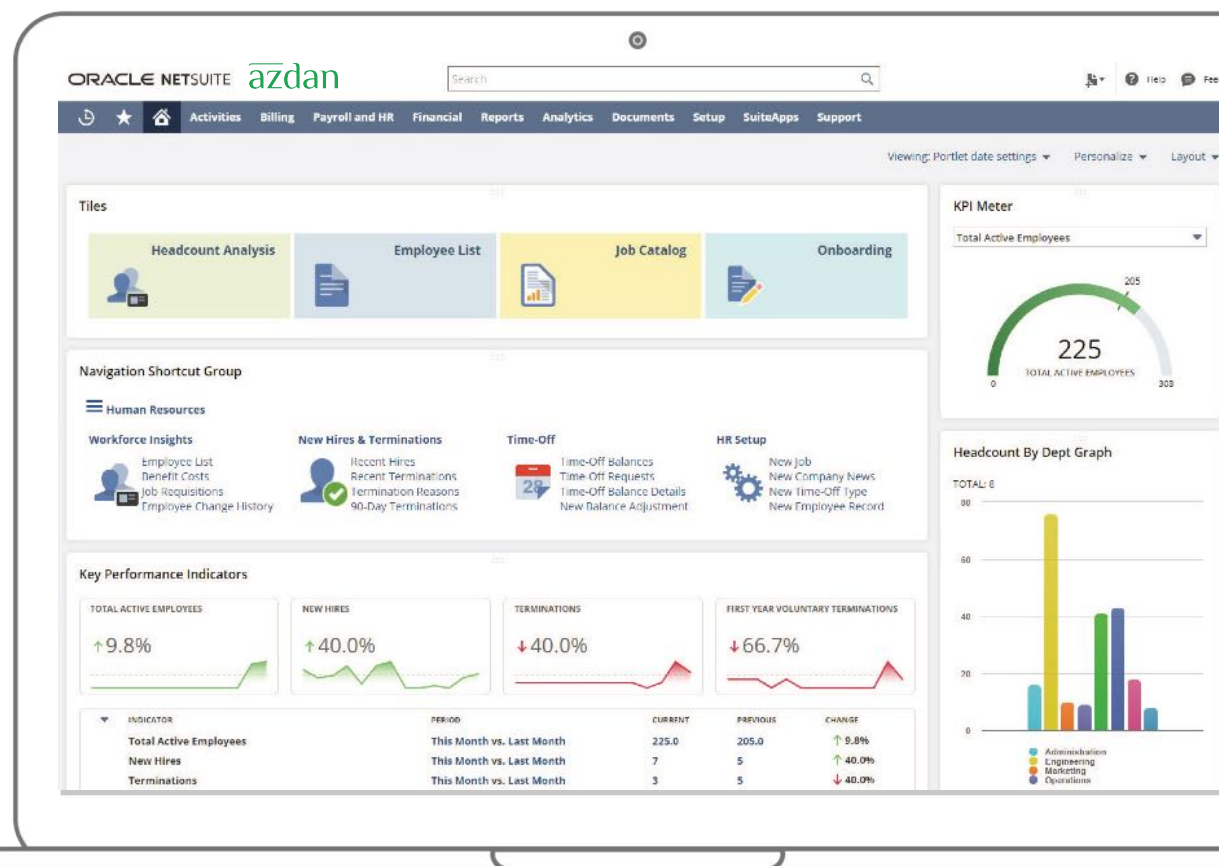 ORACLE NETSUITE āzdan
Search
Help
Activities Billing Payroll and HR Financial Reports Analytics Documents Setup SuiteApps Support
Viewing: Portlet date settings Personalize Layout
Tiles
Headcount Analysis
Employee List
Job Catalog
Onboarding
Navigation Shortcut Group
Human Resources
Workforce Insights
Employee List
Benefit Costs
Job Requisitions
Employee Change History
New Hires & Terminations
Recent Hires
Recent Terminations
Termination Reasons
90-Day Terminations
Time-Off
28
Time-Off Balances
Time-Off Requests
Time-Off Balance Details
New Balance Adjustment
HR Setup
New Job
New Company News
New Time-Off Type
New Employee Record
Key Performance Indicators
TOTAL ACTIVE EMPLOYEES
↑9.8%
NEW HIRES
↑40.0%
TERMINATIONS
↓40.0%
FIRST YEAR VOLUNTARY TERMINATIONS
↓66.7%
INDICATOR PERIOD CURRENT PREVIOUS CHANGE
Total Active Employees This Month vs. Last Month 225.0 205.0 ↑ 9.8%
New Hires This Month vs. Last Month 7 5 ↑ 40.0%
Terminations This Month vs. Last Month 3 5 ↓ 40.0%
KPI Meter
Total Active Employees
205
225
TOTAL ACTIVE EMPLOYEES
0
308
Headcount By Dept Graph
TOTAL: 8
80
60
40
20
0
Administration
Engineering
Marketing
Operations